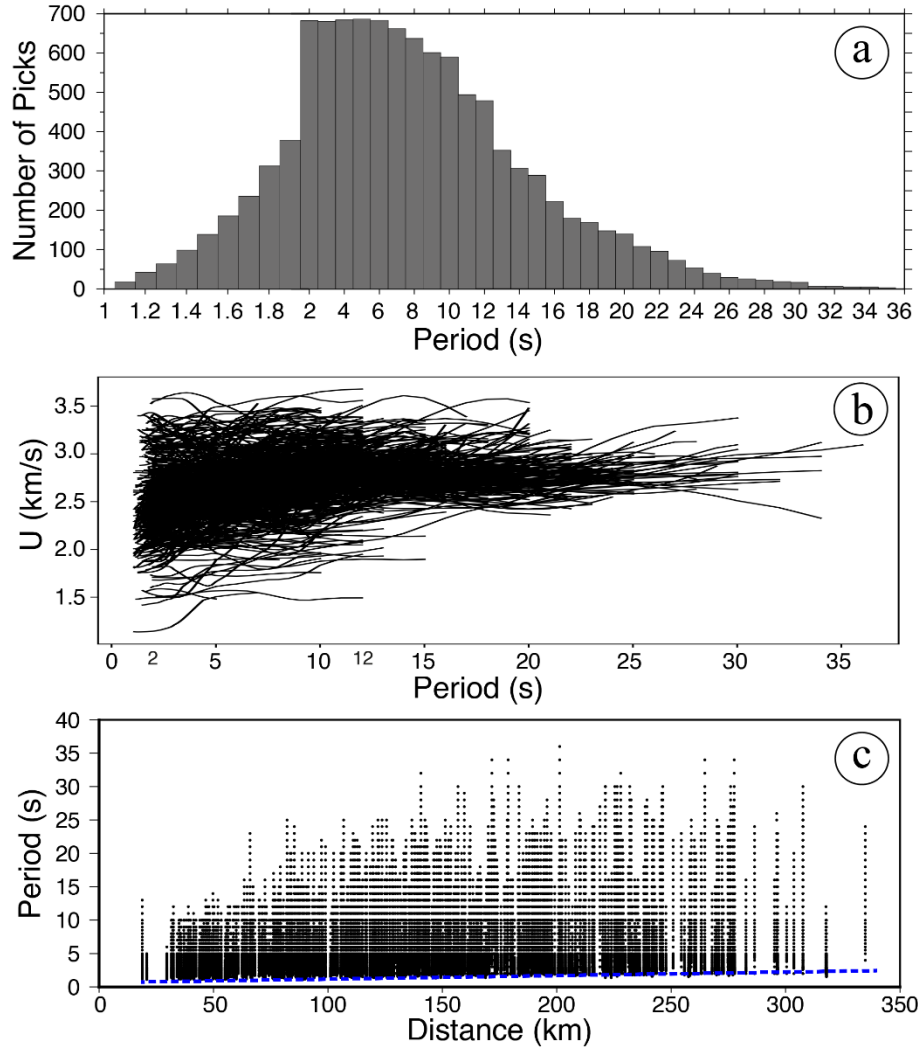 700
600
500
400
300
200
100
0
Number of Picks
a
1 1.2 1.4 1.6 1.8 2 4 6 8 10 12 14 16 18 20 22 24 26 28 30 32 34 36
Period (s)
3.5
3.0
2.5
2.0
1.5
U (km/s)
b
0 2 5 10 12 15 20 25 30 35
Period (s)
40
35
30
25
20
15
10
5
0
Period (s)
c
0 50 100 150 200 250 300 350
Distance (km)